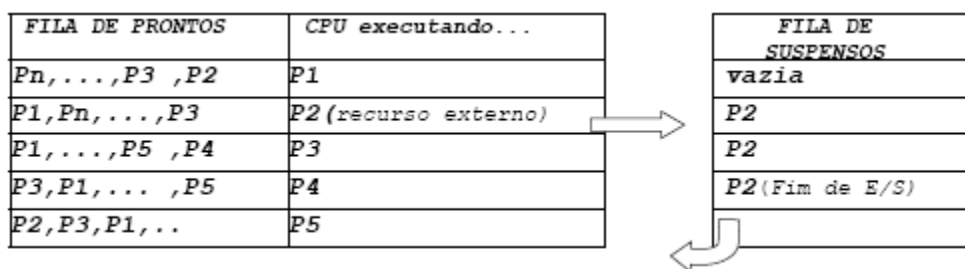 FILA DE PRONTOS CPU executando... FILA DE
SUSPENSOS
Pn,...,P3 ,P2 P1 vazia
P1,Pn,...,P3 P2(recurso externo) P2
P1,...,P5 ,P4 P3 P2
P3,P1,... ,P5 P4 P2(Fim de E/S)
P2,P3,P1,.. P5